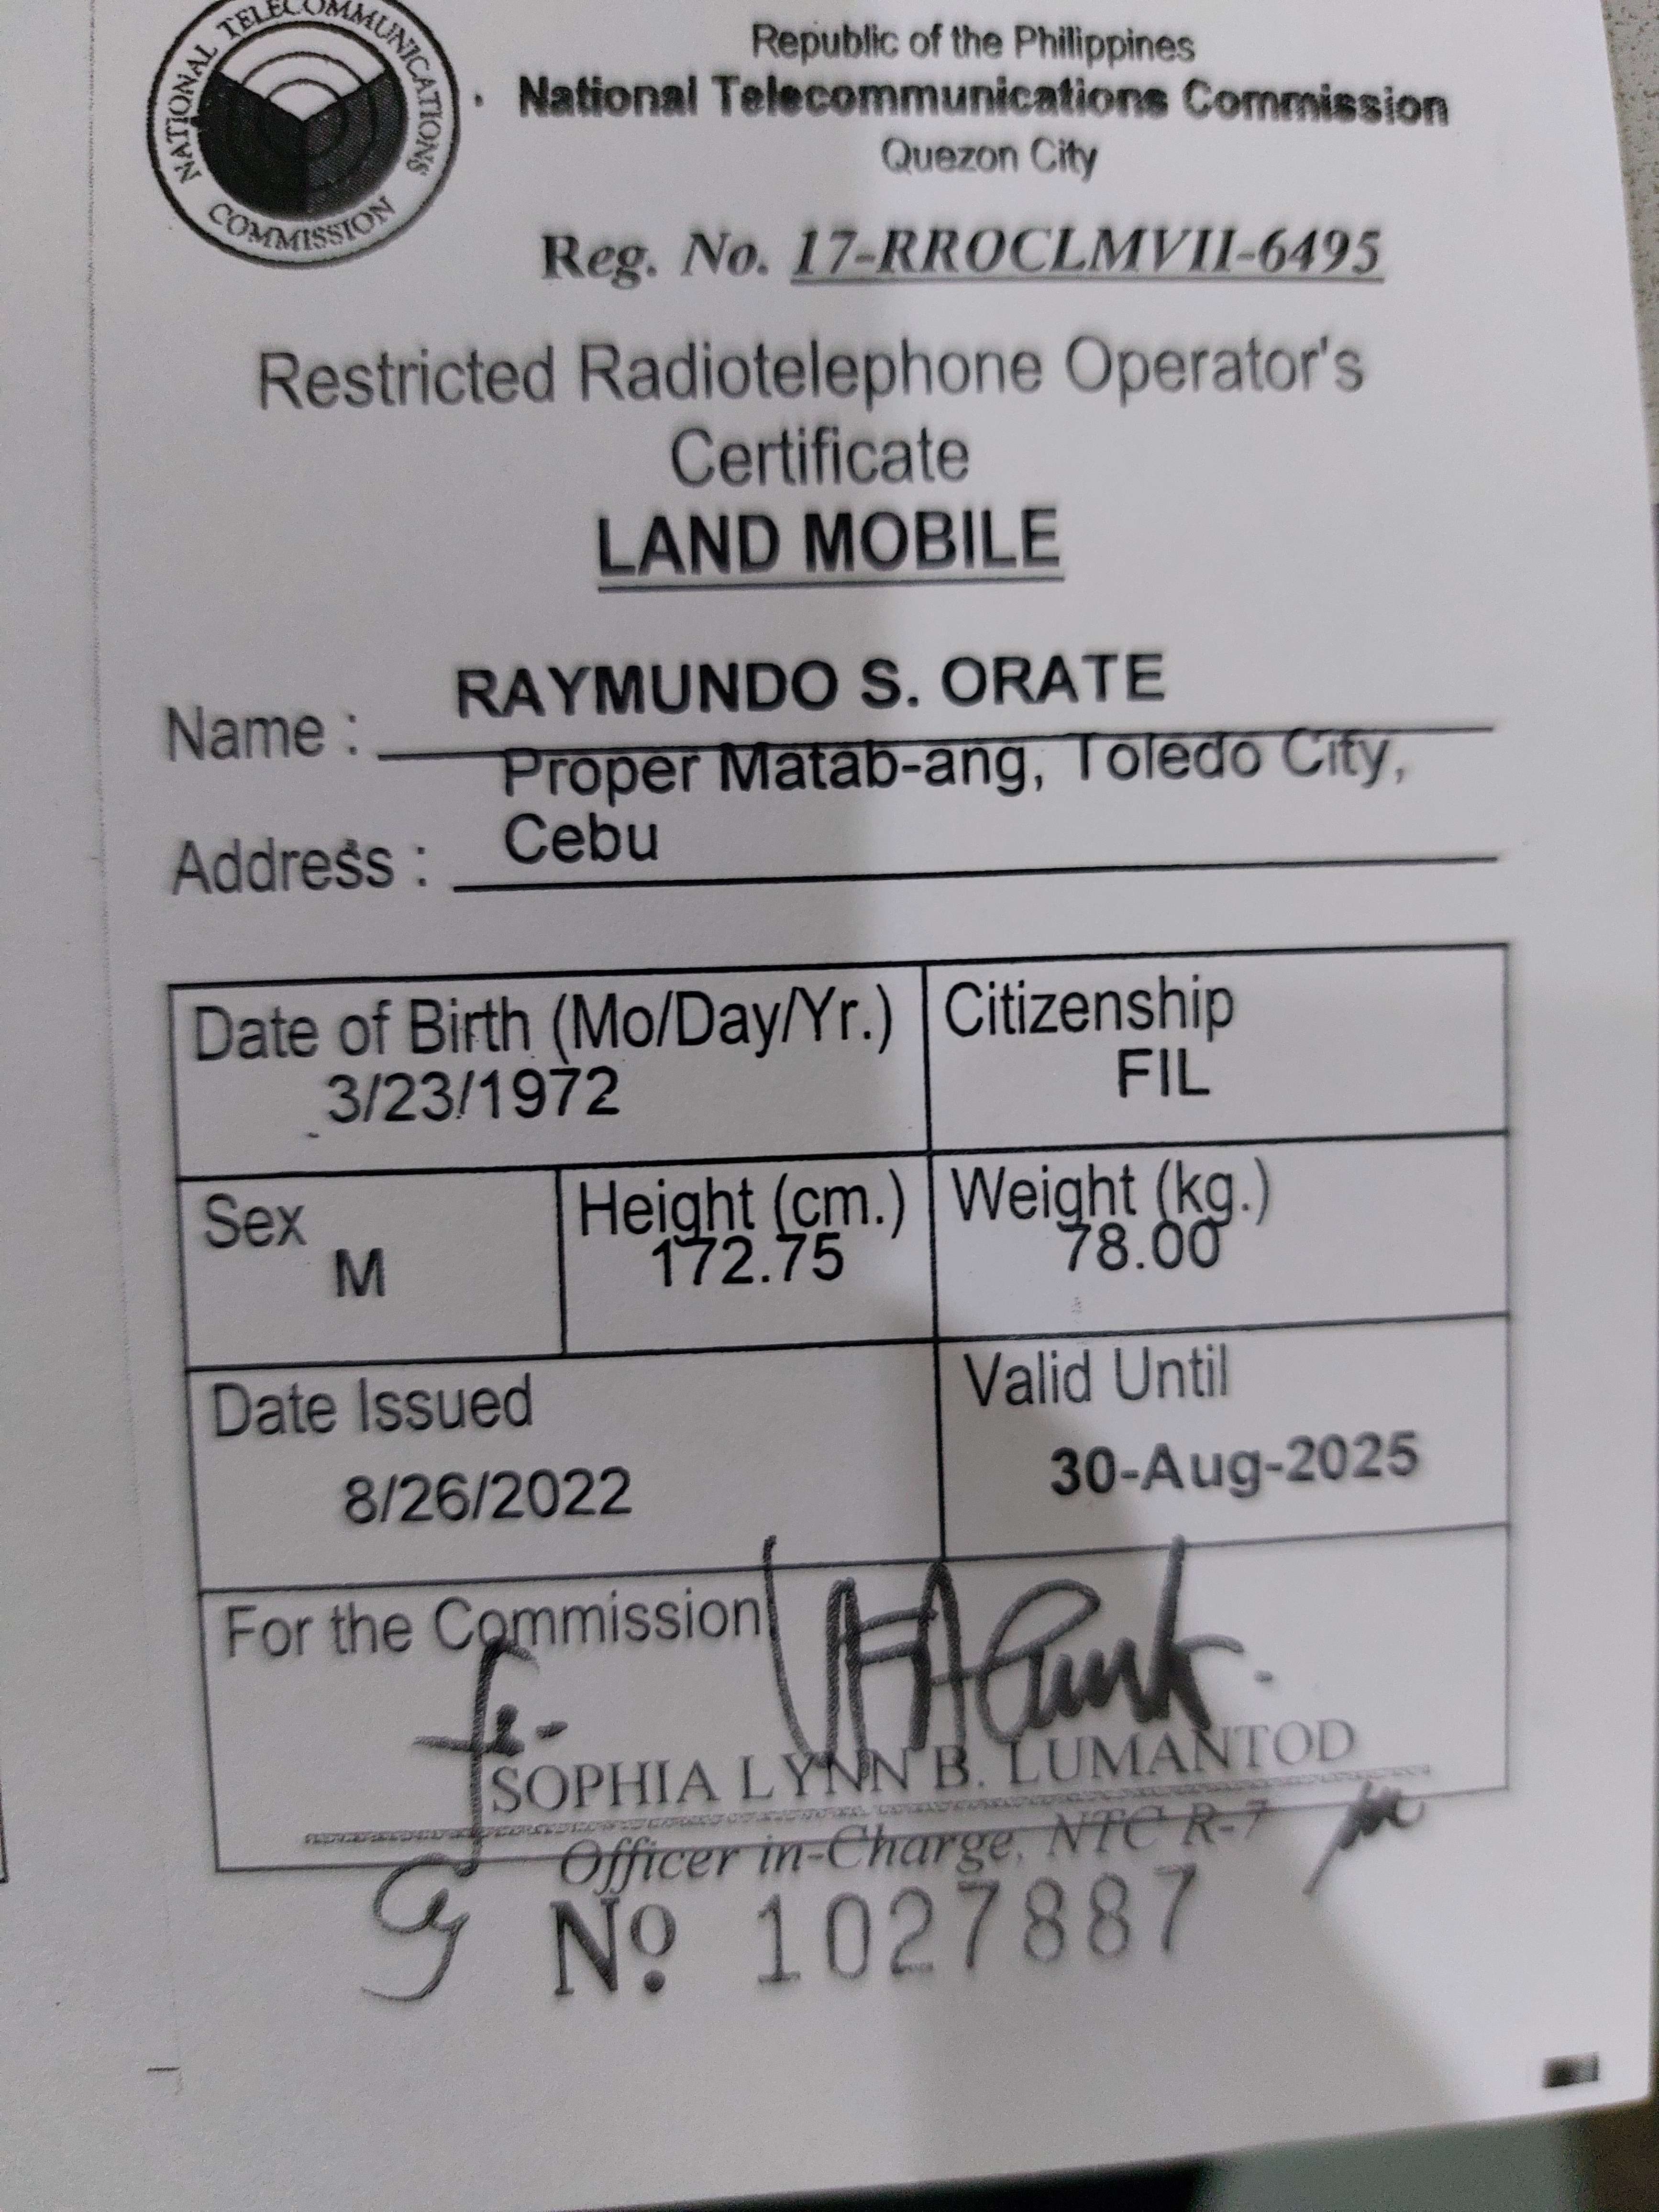 NATIONAL TELECOMMUNICATIONS COMMISSION
Republic of the Philippines
National Telecommunications Commission
Quezon City
Reg. No. 17-RROCLMVII-6495
Restricted Radiotelephone Operator's
Certificate
LAND MOBILE
Name : RAYMUNDO S. ORATE
Proper Matab-ang, Toledo City,
Address : Cebu
Date of Birth (Mo/Day/Yr.) Citizenship
3/23/1972 FIL
Sex Height (cm.) Weight (kg.)
M 172.75 78.00
Date Issued Valid Until
8/26/2022 30-Aug-2025
For the Commission
SOPHIA LYNN B. LUMANTOD
Officer in-Charge, NTC R-7
Nº 1027887